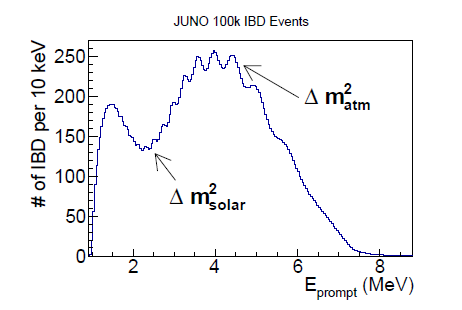 JUNO 100k IBD Events
# of IBD per 10 keV
250
200
150
100
50
0
Δ m²atm
Δ m²solar
2 4 6 8
Eprompt (MeV)